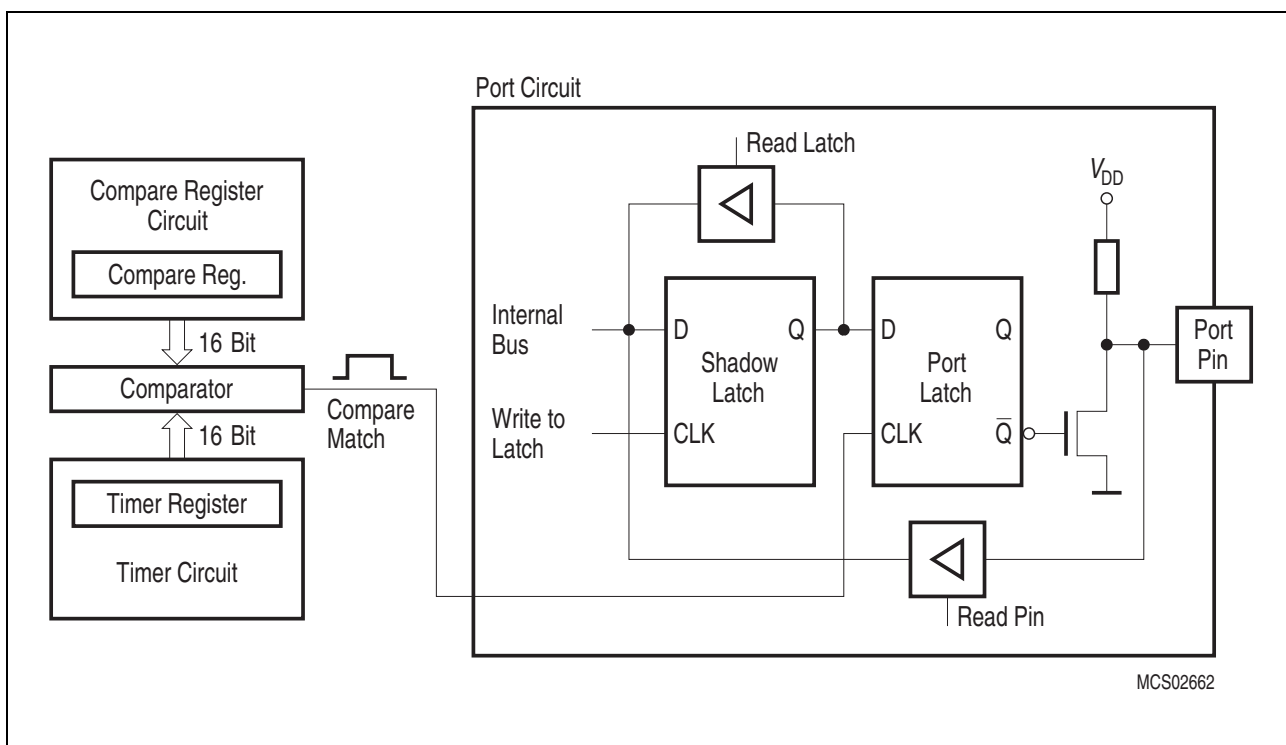 Port Circuit
Compare Register
Circuit
Compare Reg.
16 Bit
Comparator
16 Bit
Timer Register
Timer Circuit
Compare
Match
Read Latch
V_DD
Internal
Bus
D
Q
Shadow
Latch
Write to
Latch
CLK
D
Q
Port
Latch
CLK
Q̅
Port
Pin
Read Pin
MCS02662